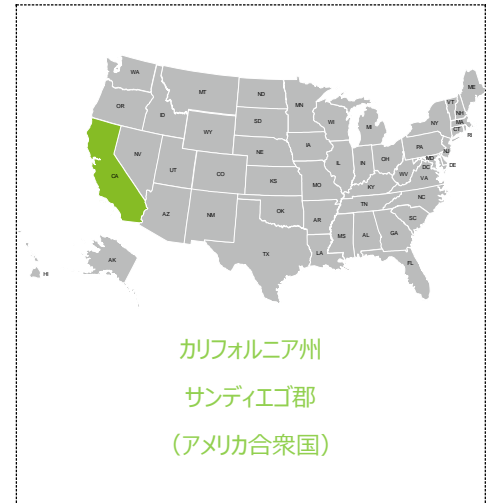 WA
MT
ND
MN
ME
OR
ID
SD
WI
MI
VT
NH
NY
MA
CT
RI
WY
IA
NE
PA
NJ
NV
UT
CO
IL
IN
OH
MD
DE
DC
WV
VA
CA
KS
MO
KY
NC
TN
AZ
NM
OK
AR
SC
MS
AL
GA
TX
LA
FL
AK
HI
カリフォルニア州
サンディエゴ郡
（アメリカ合衆国）